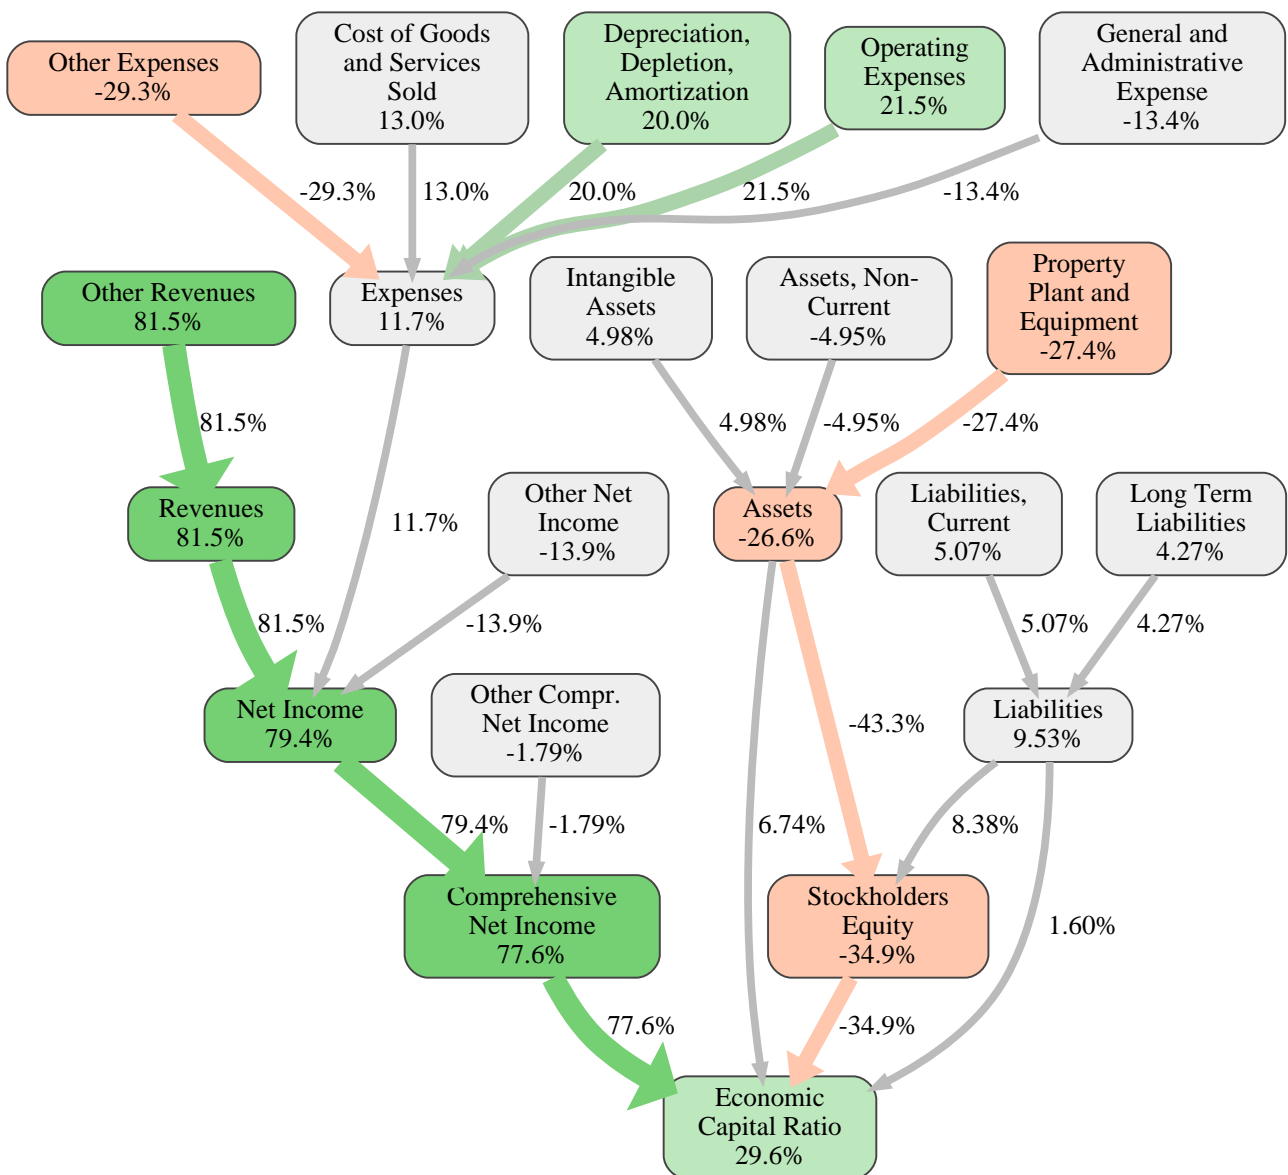 Other Expenses
-29.3%
Cost of Goods
and Services
Sold
13.0%
Depreciation,
Depletion,
Amortization
20.0%
Operating
Expenses
21.5%
General and
Administrative
Expense
-13.4%
-29.3%
13.0%
20.0%
21.5%
-13.4%
Other Revenues
81.5%
Expenses
11.7%
Intangible
Assets
4.98%
Assets, Non-
Current
-4.95%
Property
Plant and
Equipment
-27.4%
81.5%
4.98%
-4.95%
-27.4%
Revenues
81.5%
11.7%
Other Net
Income
-13.9%
Assets
-26.6%
Liabilities,
Current
5.07%
Long Term
Liabilities
4.27%
81.5%
-13.9%
5.07%
4.27%
Net Income
79.4%
Other Compr.
Net Income
-1.79%
-43.3%
Liabilities
9.53%
79.4%
-1.79%
6.74%
8.38%
Comprehensive
Net Income
77.6%
Stockholders
Equity
-34.9%
1.60%
77.6%
-34.9%
Economic
Capital Ratio
29.6%